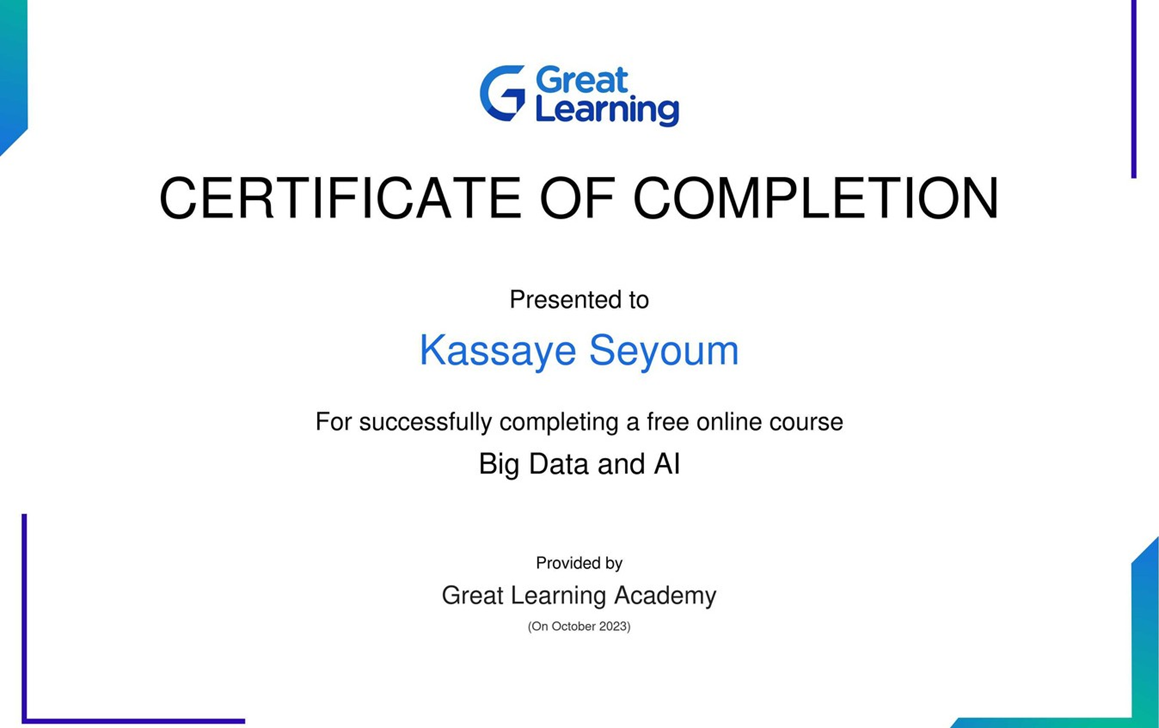 Great
Learning
CERTIFICATE OF COMPLETION
Presented to
Kassaye Seyoum
For successfully completing a free online course
Big Data and AI
Provided by
Great Learning Academy
(On October 2023)